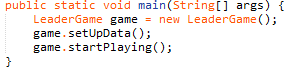 public static void main(String[] args) {
    LeaderGame game = new LeaderGame();
    game.setUpData();
    game.startPlaying();
}